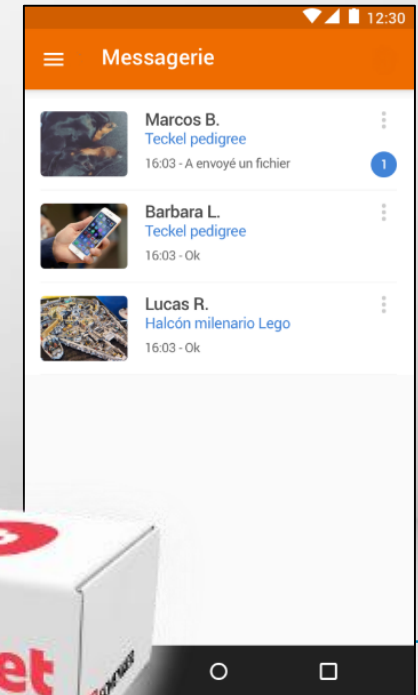 12:30
Messagerie
Marcos B.
Teckel pedigree
16:03 - A envoyé un fichier
1
Barbara L.
Teckel pedigree
16:03 - Ok
Lucas R.
Halcón milenario Lego
16:03 - Ok
et